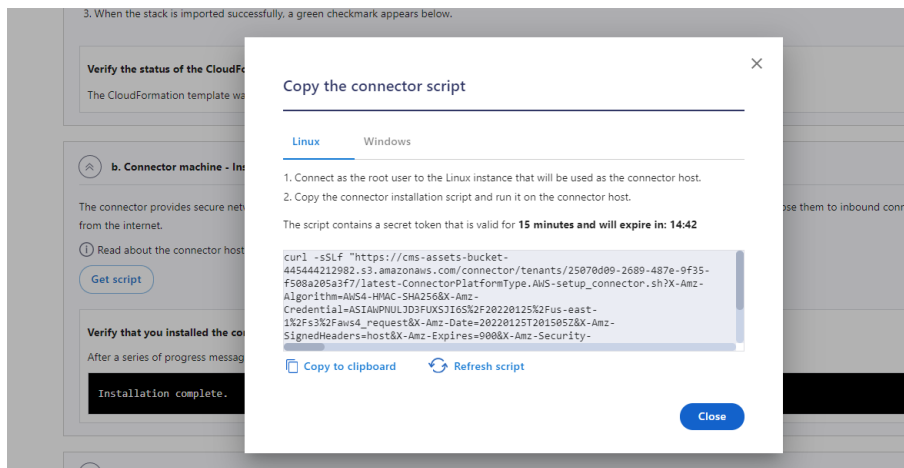 3. When the stack is imported successfully, a green checkmark appears below.
Verify the status of the CloudFo
The CloudFormation template wa
b. Connector machine - Ins
The connector provides secure netw
from the internet.
Read about the connector host
Get script
Verify that you installed the co
After a series of progress messag
Installation complete.
ose them to inbound conn
Copy the connector script
Linux
Windows
1. Connect as the root user to the Linux instance that will be used as the connector host.
2. Copy the connector installation script and run it on the connector host.
The script contains a secret token that is valid for 15 minutes and will expire in: 14:42
curl -sSLf "https://cms-assets-bucket-
445444212982.s3.amazonaws.com/connector/tenants/25070d09-2689-487e-9f35-
f508a205a3f7/latest-ConnectorPlatformType.AWS-setup_connector.sh?X-Amz-
Algorithm=AWS4-HMAC-SHA256&X-Amz-
Credential=ASIAWPNULJD3FUXSJI6S%2F20220125%2Fus-east-
1%2Fs3%2Faws4_request&X-Amz-Date=20220125T201505Z&X-Amz-
SignedHeaders=host&X-Amz-Expires=900&X-Amz-Security-
Copy to clipboard
Refresh script
Close